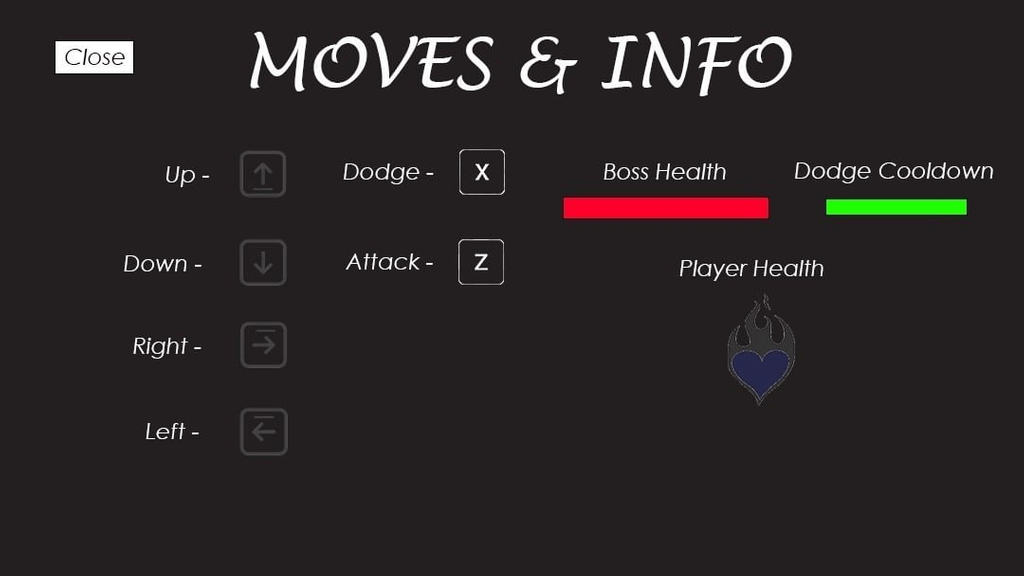 Close
MOVES & INFO
Up -
Dodge - X
Boss Health
Dodge Cooldown
Down -
Attack - Z
Player Health
Right -
Left -